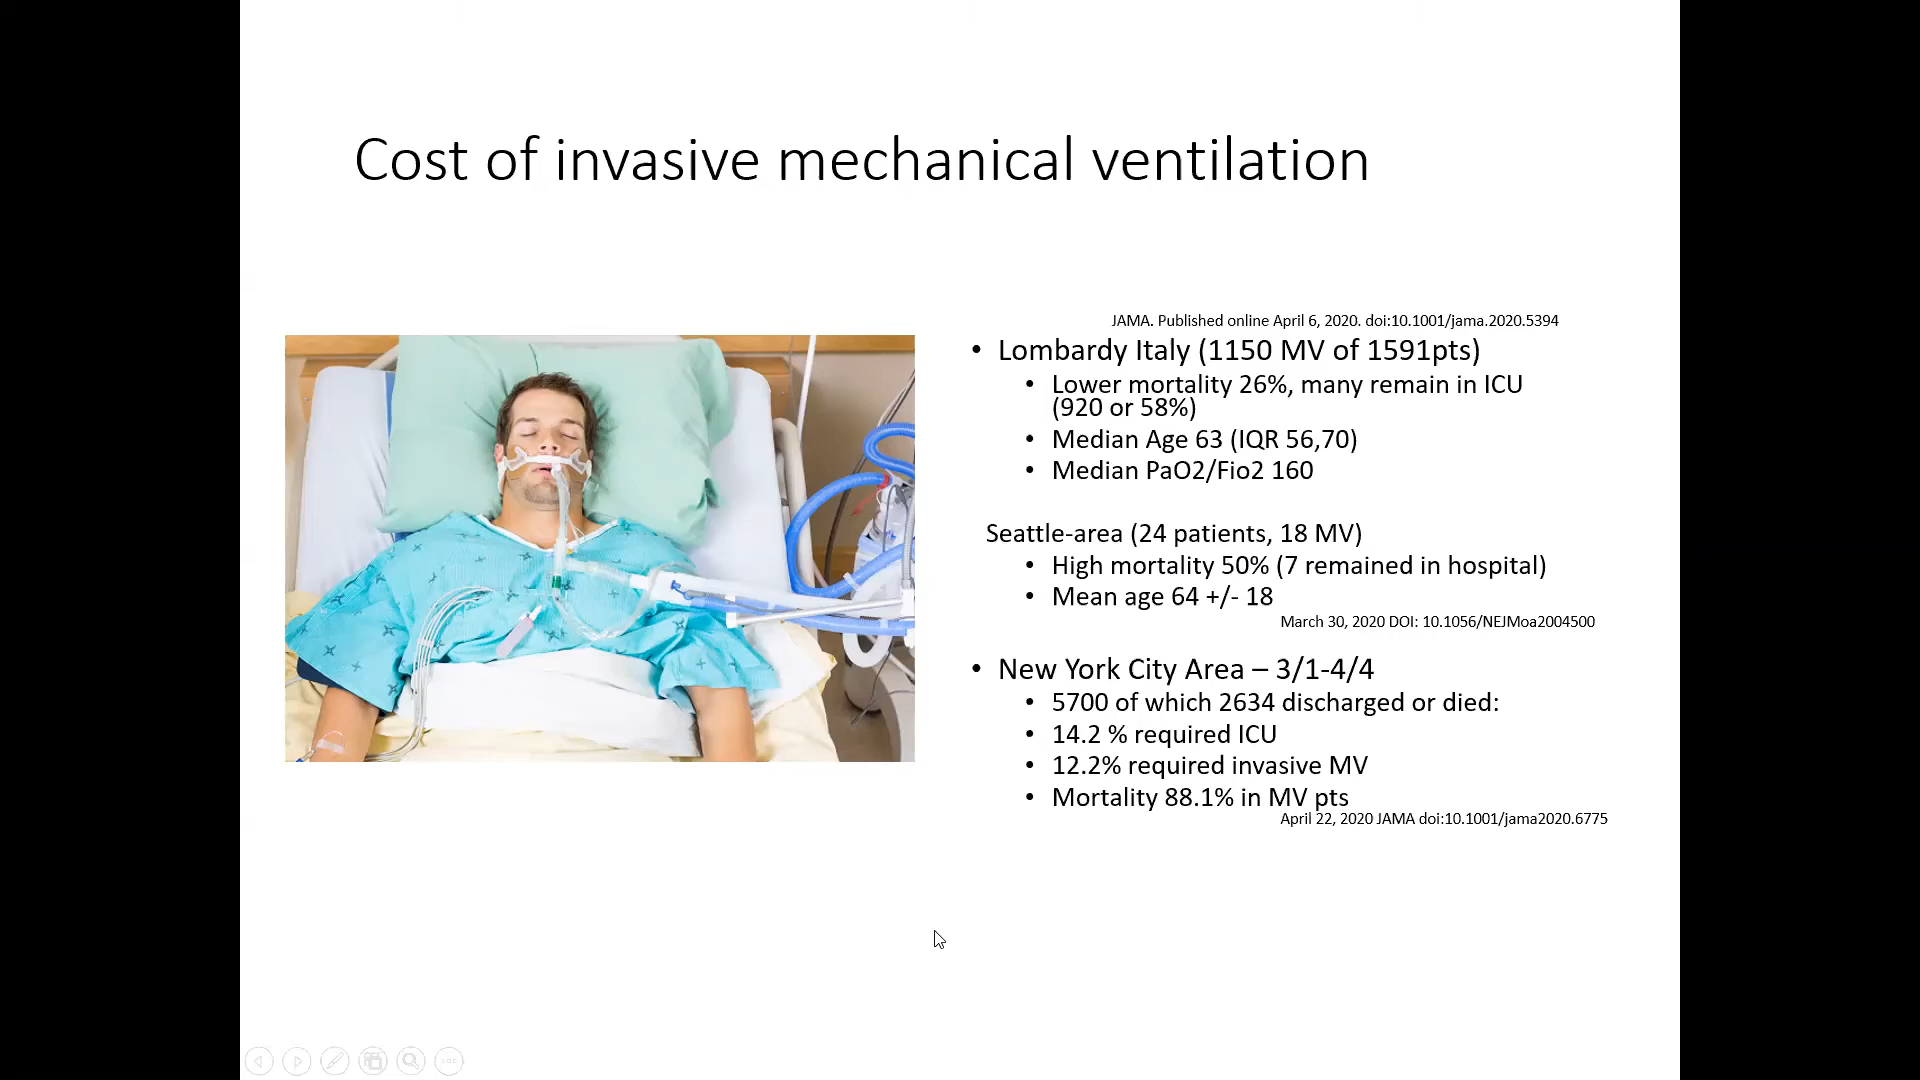 Cost of invasive mechanical ventilation
JAMA. Published online April 6, 2020. doi:10.1001/jama.2020.5394
• Lombardy Italy (1150 MV of 1591pts)
• Lower mortality 26%, many remain in ICU
(920 or 58%)
• Median Age 63 (IQR 56,70)
• Median PaO2/Fio2 160
Seattle-area (24 patients, 18 MV)
• High mortality 50% (7 remained in hospital)
• Mean age 64 +/- 18
March 30, 2020 DOI: 10.1056/NEJMoa2004500
• New York City Area – 3/1-4/4
• 5700 of which 2634 discharged or died:
• 14.2 % required ICU
• 12.2% required invasive MV
• Mortality 88.1% in MV pts
April 22, 2020 JAMA doi:10.1001/jama2020.6775